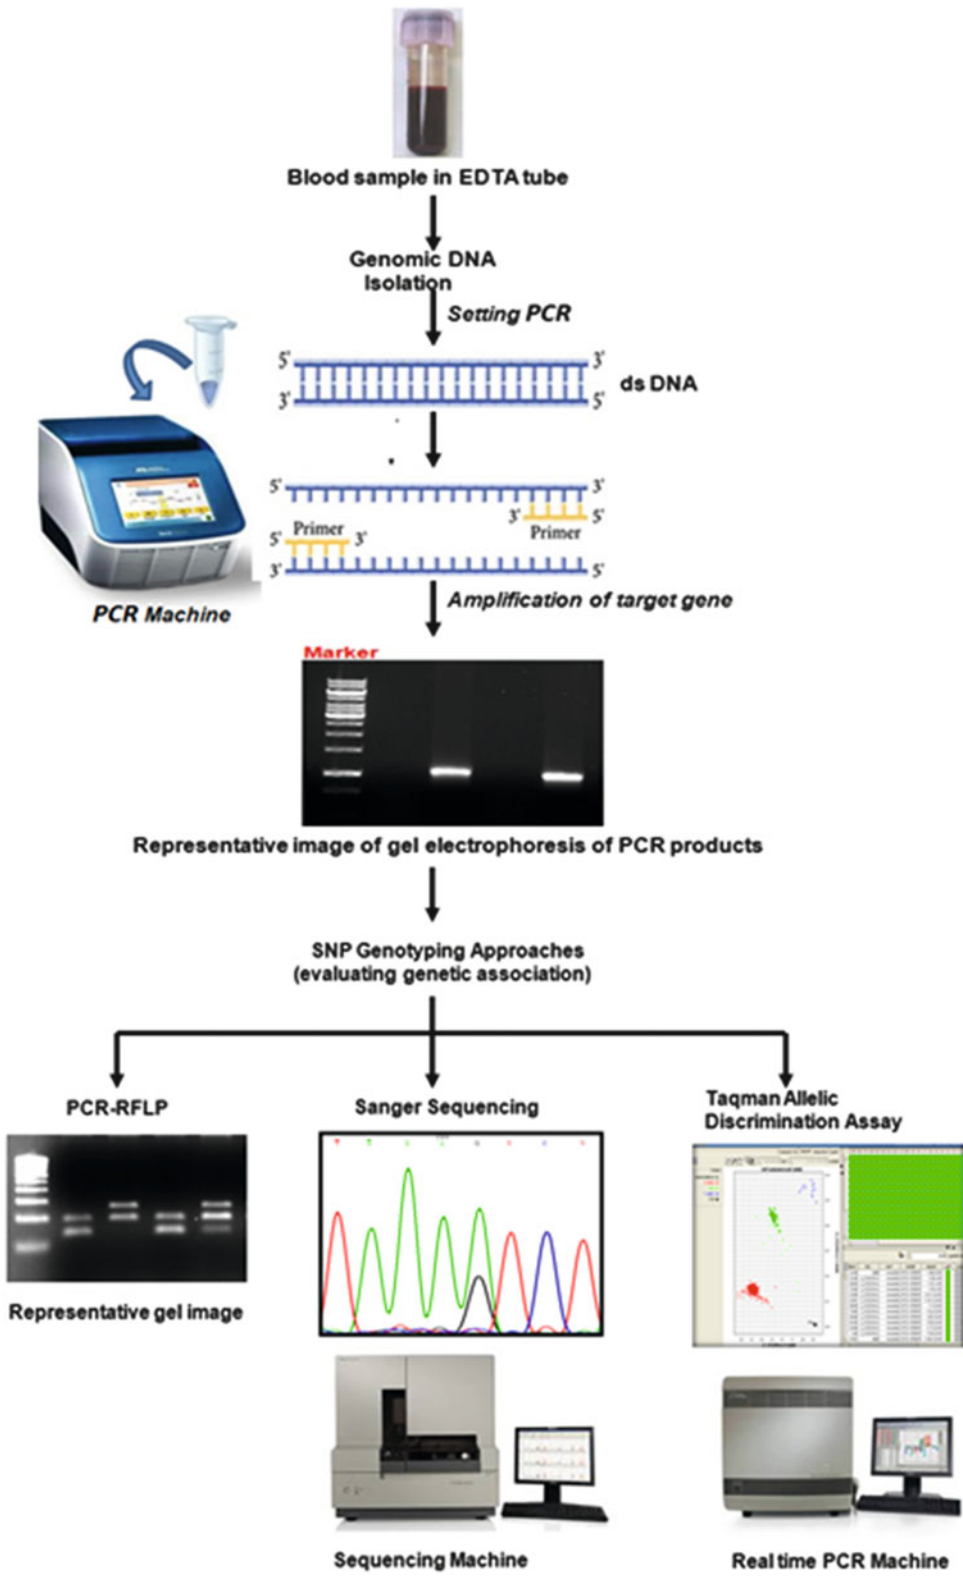 Blood sample in EDTA tube
Genomic DNA
Isolation
Setting PCR
5'
3'
ds DNA
3'
5'
5'
3'
3'
5'
Primer
Primer
5'
3'
3'
5'
PCR Machine
Amplification of target gene
Marker
Representative image of gel electrophoresis of PCR products
SNP Genotyping Approaches
(evaluating genetic association)
PCR-RFLP
Sanger Sequencing
Taqman Allelic
Discrimination Assay
Representative gel image
Sequencing Machine
Real time PCR Machine